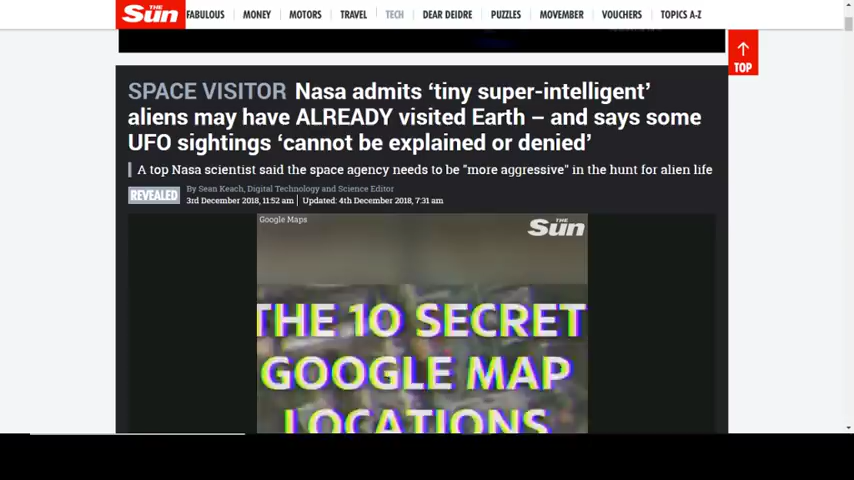 THE Sun FABULOUS MONEY MOTORS TRAVEL TECH DEAR DEIDRE PUZZLES MOVEMBER VOUCHERS TOPICS A-Z
TOP
SPACE VISITOR Nasa admits ‘tiny super-intelligent’
aliens may have ALREADY visited Earth – and says some
UFO sightings ‘cannot be explained or denied’
A top Nasa scientist said the space agency needs to be "more aggressive" in the hunt for alien life
REVEALED
By Sean Keach, Digital Technology and Science Editor
3rd December 2018, 11:52 am | Updated: 4th December 2018, 7:31 am
Google Maps
THE Sun
THE 10 SECRET
GOOGLE MAP
LOCATIONS